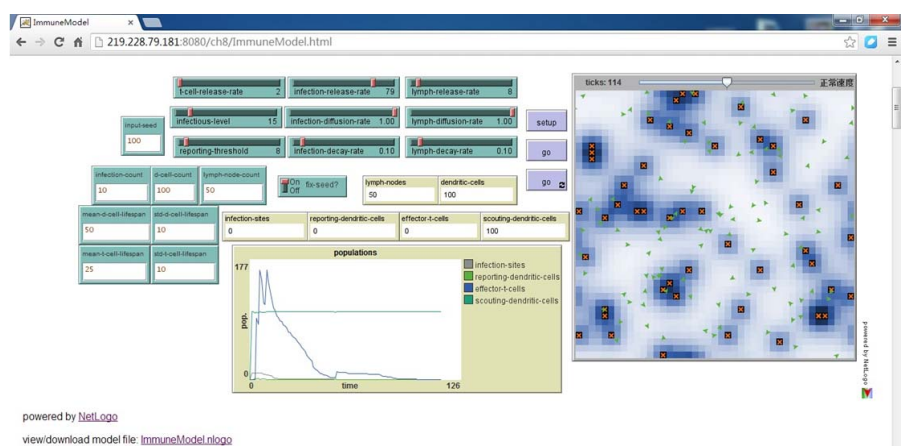 ImmuneModel
219.228.79.181:8080/ch8/ImmuneModel.html
t-cell-release-rate 2
infection-release-rate 79
lymph-release-rate 8
infectious-level 15
infection-diffusion-rate 1.00
lymph-diffusion-rate 1.00
reporting-threshold 8
infection-decay-rate 0.10
lymph-decay-rate 0.10
input-seed
100
setup
go
go
infection-count
10
d-cell-count
100
lymph-node-count
50
On
Off
fix-seed?
lymph-nodes
50
dendritic-cells
100
mean-d-cell-lifespan
50
std-d-cell-lifespan
10
infection-sites
0
reporting-dendritic-cells
0
effector-t-cells
0
scouting-dendritic-cells
100
mean-t-cell-lifespan
25
std-t-cell-lifespan
10
populations
177
pop.
0
0
time
126
infection-sites
reporting-dendritic-cells
effector-t-cells
scouting-dendritic-cells
ticks: 114
正常速度
powered by NetLogo
powered by NetLogo
view/download model file: ImmuneModel.nlogo